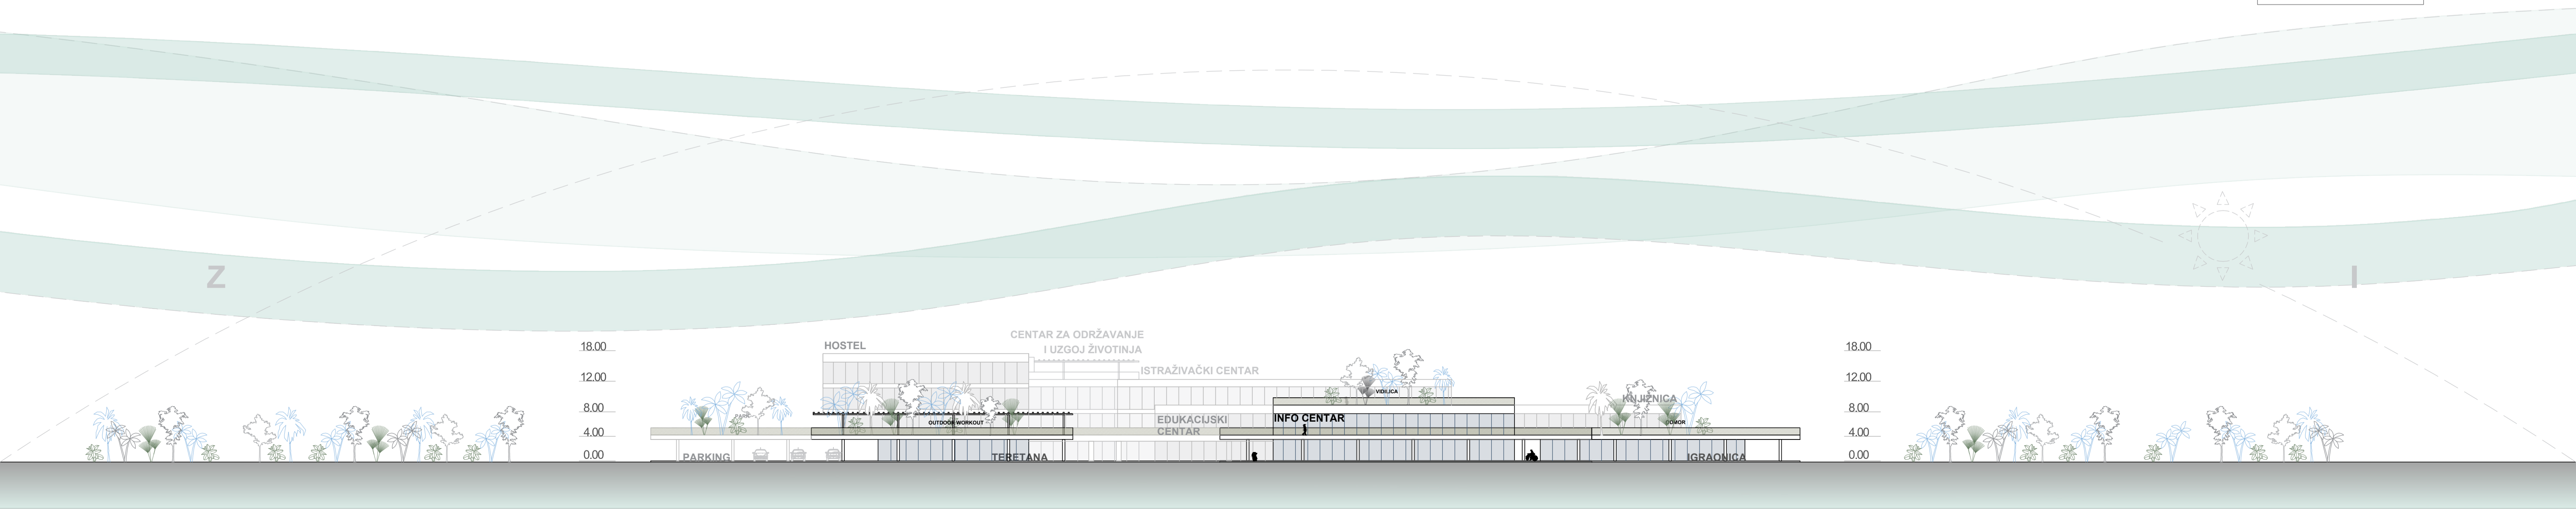 Z
I
CENTAR ZA ODRŽAVANJE
I UZGOJ ŽIVOTINJA
HOSTEL
ISTRAŽIVAČKI CENTAR
18.00
12.00
8.00
4.00
0.00
VIDILICA
KNJIŽNICA
EDUKACIJSKI
CENTAR
INFO CENTAR
OUTDOOR WORKOUT
ODMOR
PARKING
TERETANA
IGRAONICA
18.00
12.00
8.00
4.00
0.00